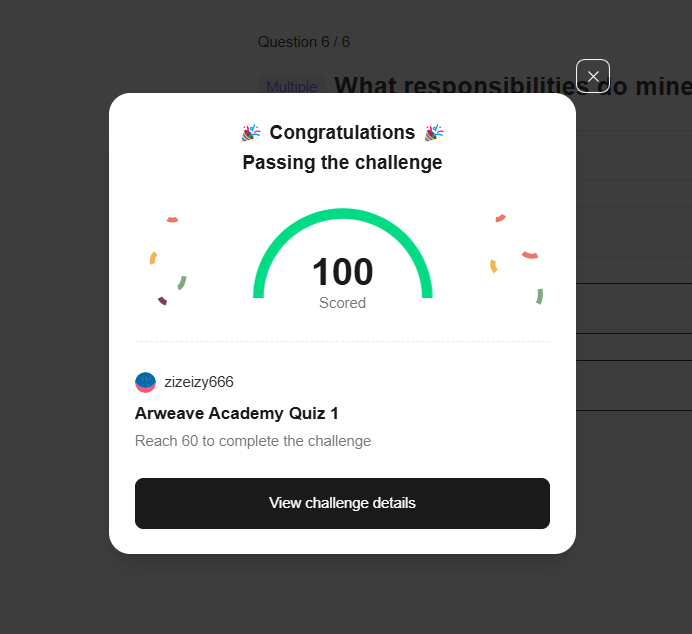 Question 6 / 6
Multiple What responsibilities do mine
🎉 Congratulations 🎉
Passing the challenge
100
Scored
zizeizy666
Arweave Academy Quiz 1
Reach 60 to complete the challenge
View challenge details